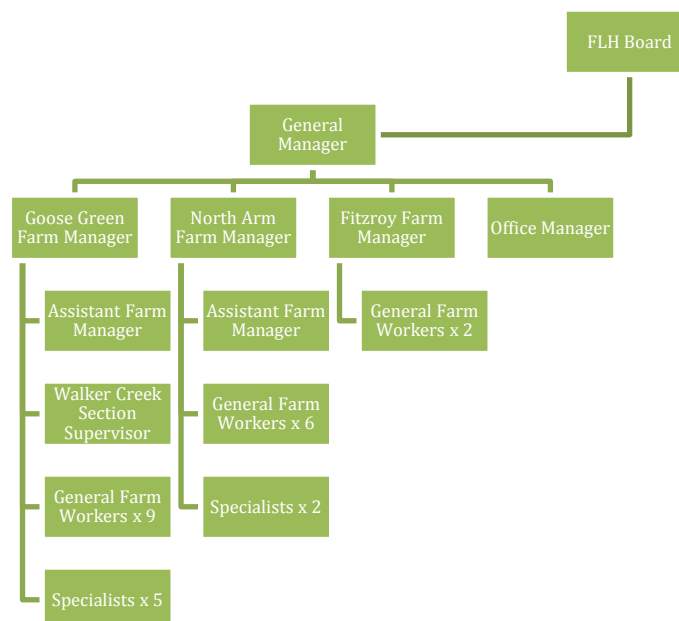 FLH Board
General
Manager
Goose Green
Farm Manager
North Arm
Farm Manager
Fitzroy Farm
Manager
Office Manager
Assistant Farm
Manager
Walker Creek
Section
Supervisor
General Farm
Workers x 9
Specialists x 5
Assistant Farm
Manager
General Farm
Workers x 6
Specialists x 2
General Farm
Workers x 2